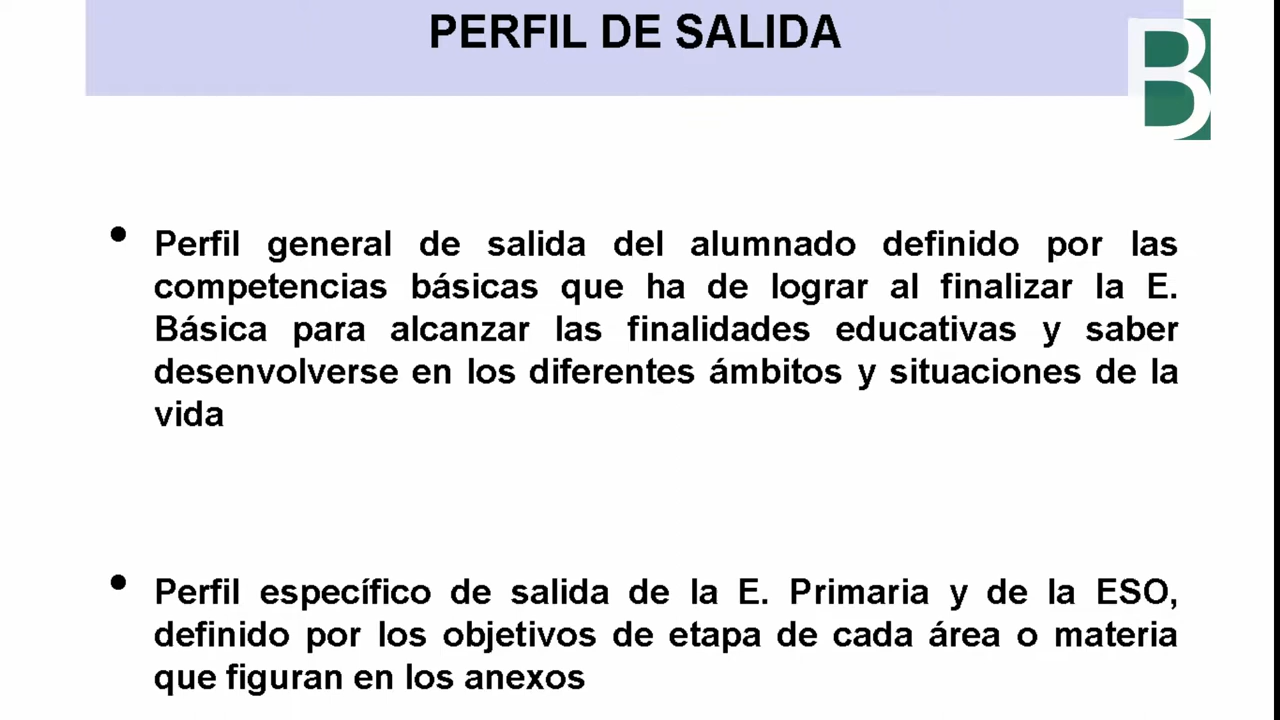 PERFIL DE SALIDA
B
• Perfil general de salida del alumnado definido por las
competencias básicas que ha de lograr al finalizar la E.
Básica para alcanzar las finalidades educativas y saber
desenvolverse en los diferentes ámbitos y situaciones de la
vida
• Perfil específico de salida de la E. Primaria y de la ESO,
definido por los objetivos de etapa de cada área o materia
que figuran en los anexos